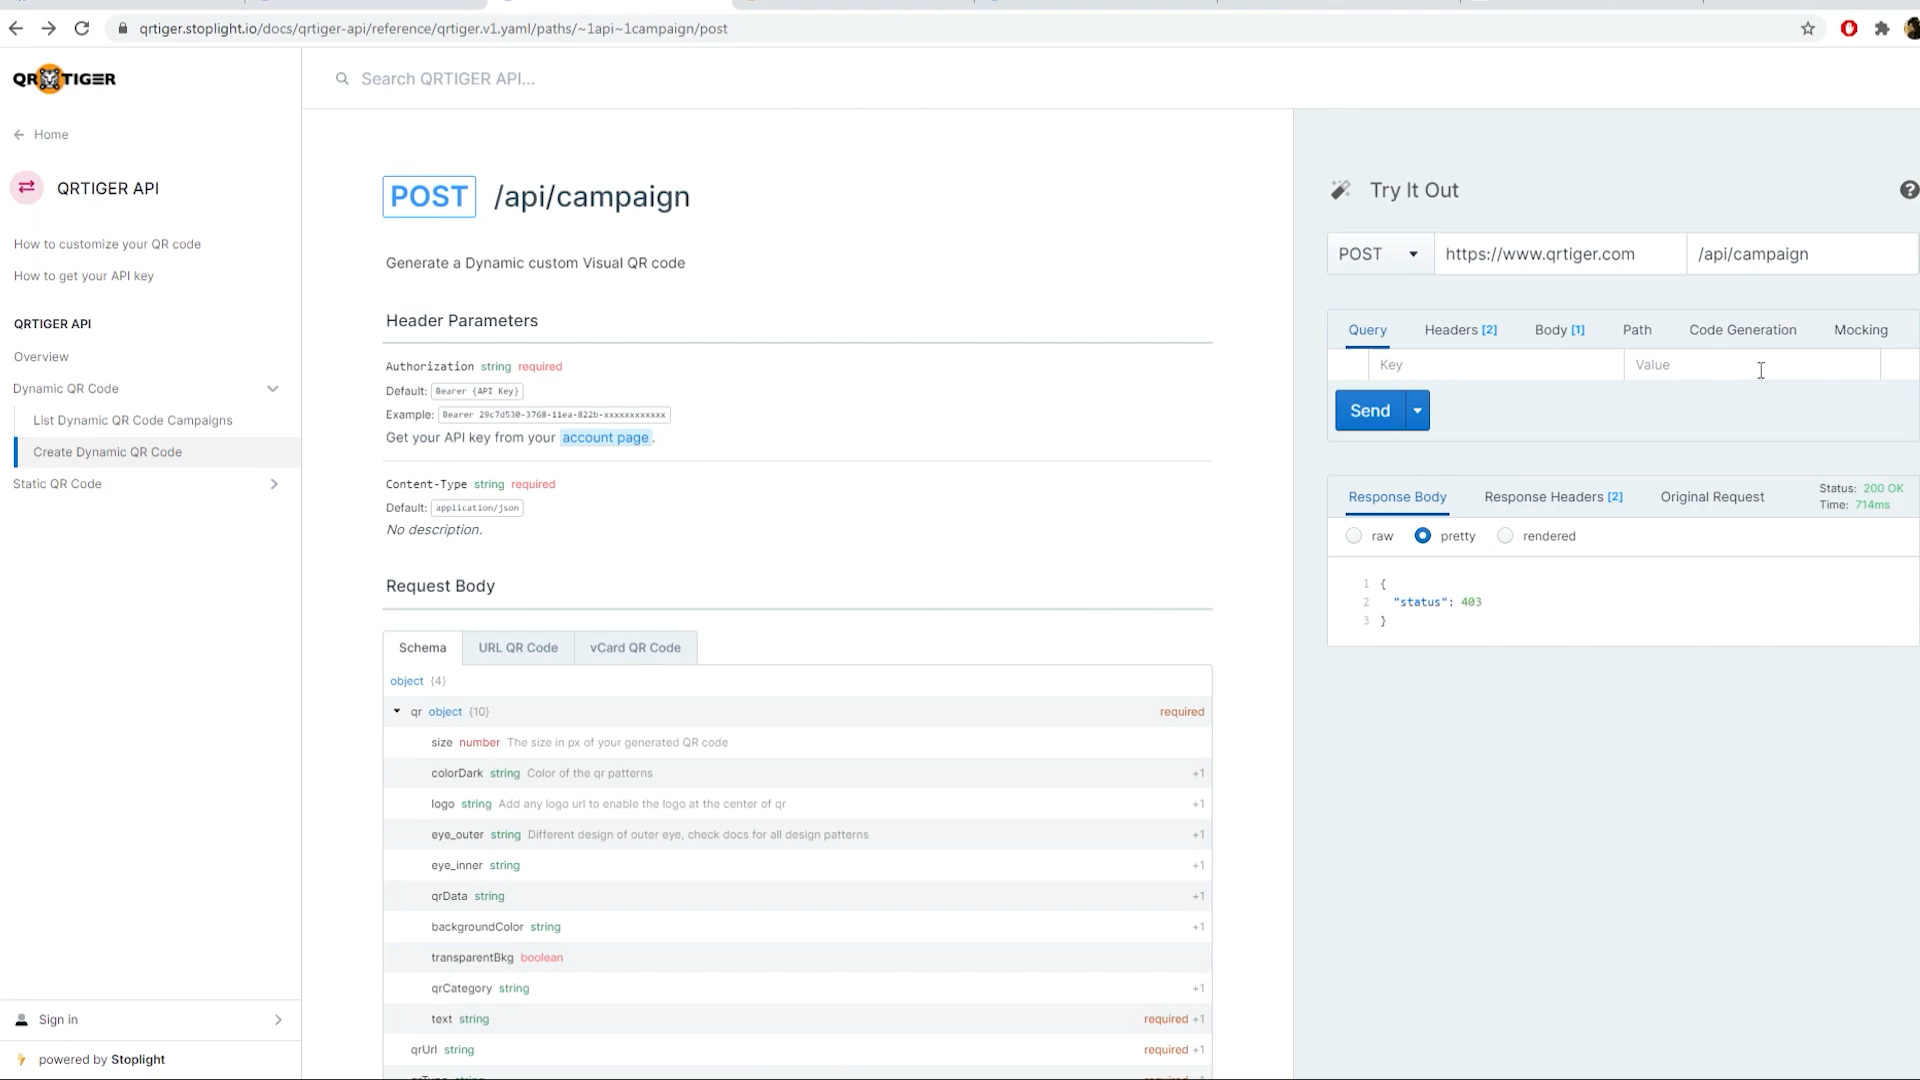 qrtiger.stoplight.io/docs/qrtiger-api/reference/qrtiger.v1.yaml/paths/~1api~1campaign/post
QR TIGER
Search QRTIGER API...
Home
QRTIGER API
How to customize your QR code
How to get your API key
QRTIGER API
Overview
Dynamic QR Code
List Dynamic QR Code Campaigns
Create Dynamic QR Code
Static QR Code
Sign in
powered by Stoplight
POST /api/campaign
Generate a Dynamic custom Visual QR code
Header Parameters
Authorization string required
Default: Bearer {API Key}
Example: Bearer 29c7d530-3768-11ea-822b-xxxxxxxxxxxx
Get your API key from your account page.
Content-Type string required
Default: application/json
No description.
Request Body
Schema URL QR Code vCard QR Code
object {4}
qr object {10} required
size number The size in px of your generated QR code
colorDark string Color of the qr patterns +1
logo string Add any logo url to enable the logo at the center of qr +1
eye_outer string Different design of outer eye, check docs for all design patterns +1
eye_inner string +1
qrData string +1
backgroundColor string +1
transparentBkg boolean
qrCategory string +1
text string required +1
qrUrl string required +1
Try It Out
POST https://www.qrtiger.com /api/campaign
Query Headers [2] Body [1] Path Code Generation Mocking
Key Value
Send
Response Body Response Headers [2] Original Request
Status: 200 OK
Time: 714ms
raw pretty rendered
1 {
2 "status": 403
3 }